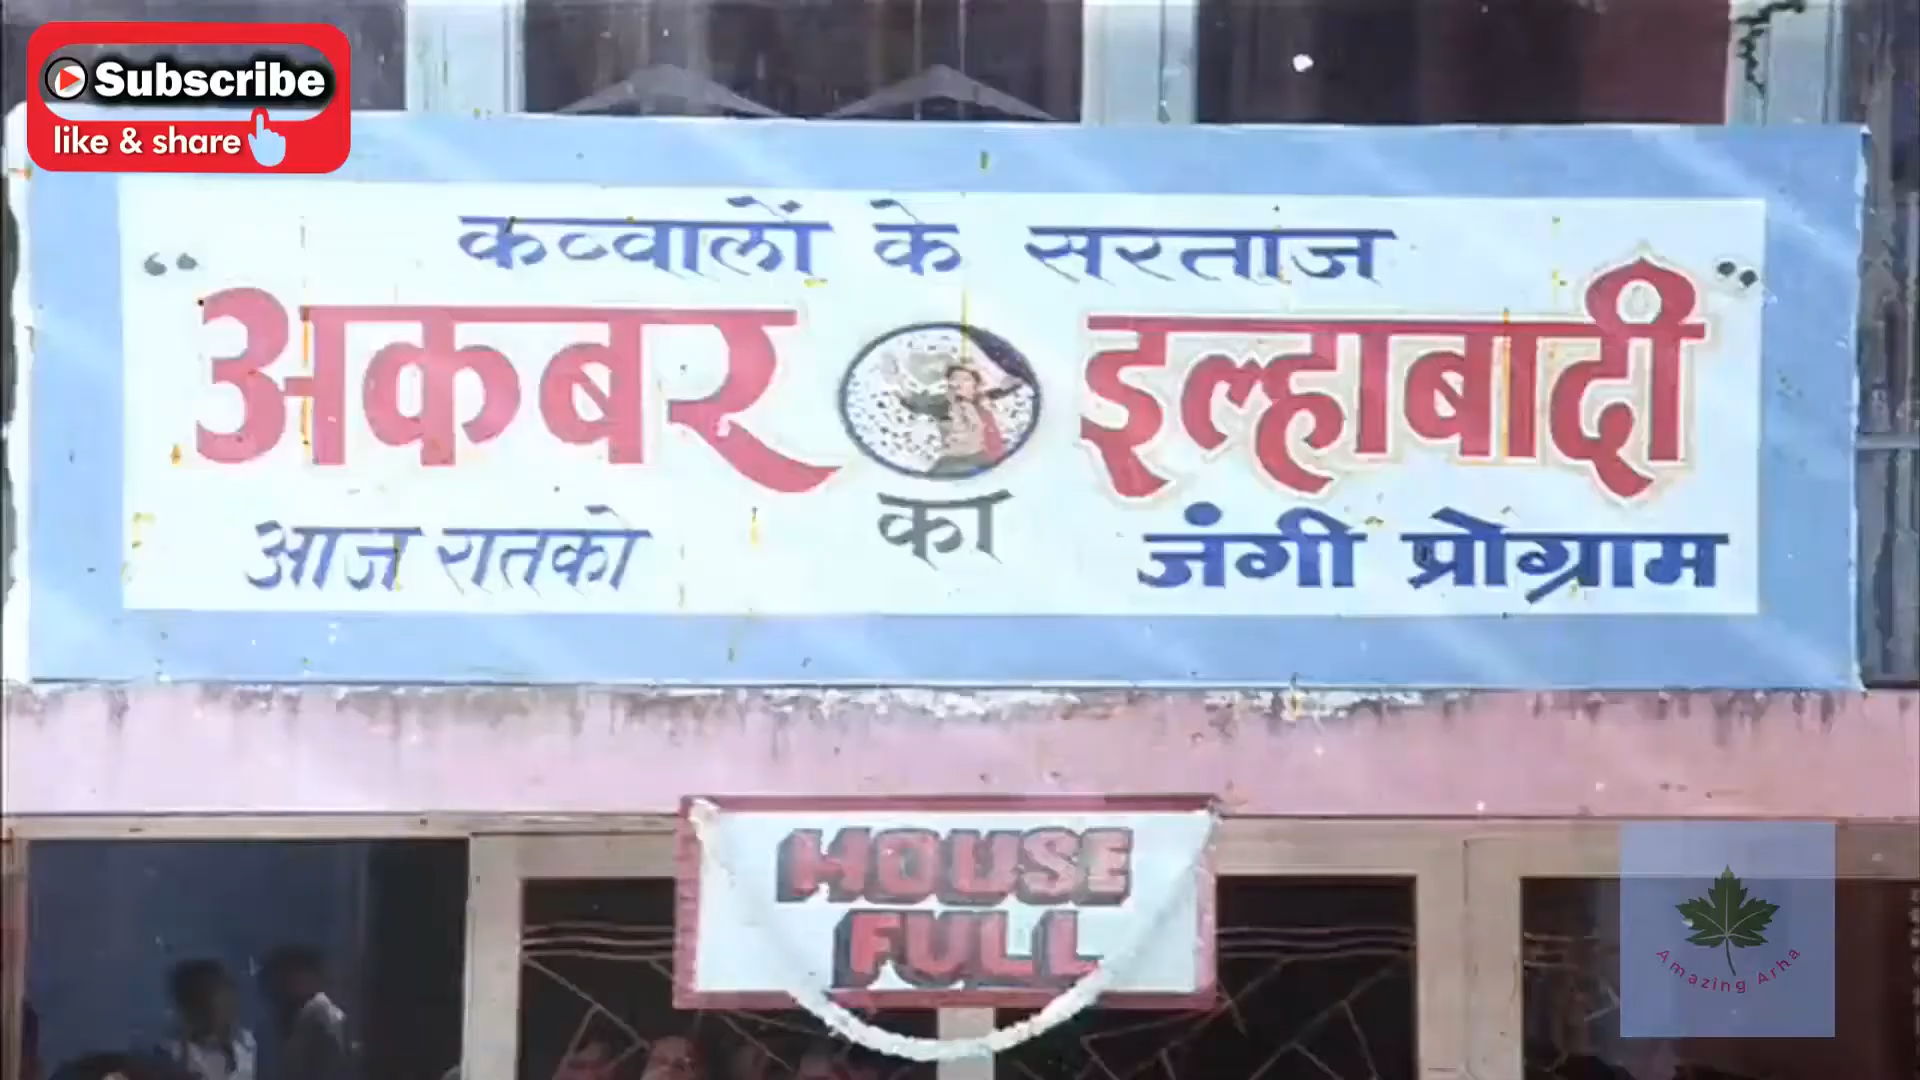 Subscribe
like & share
कव्वालों के सरताज
“अकबर इल्हाबादी”
का
आज रातको जंगी प्रोग्राम
HOUSE
FULL
Amazing Arha